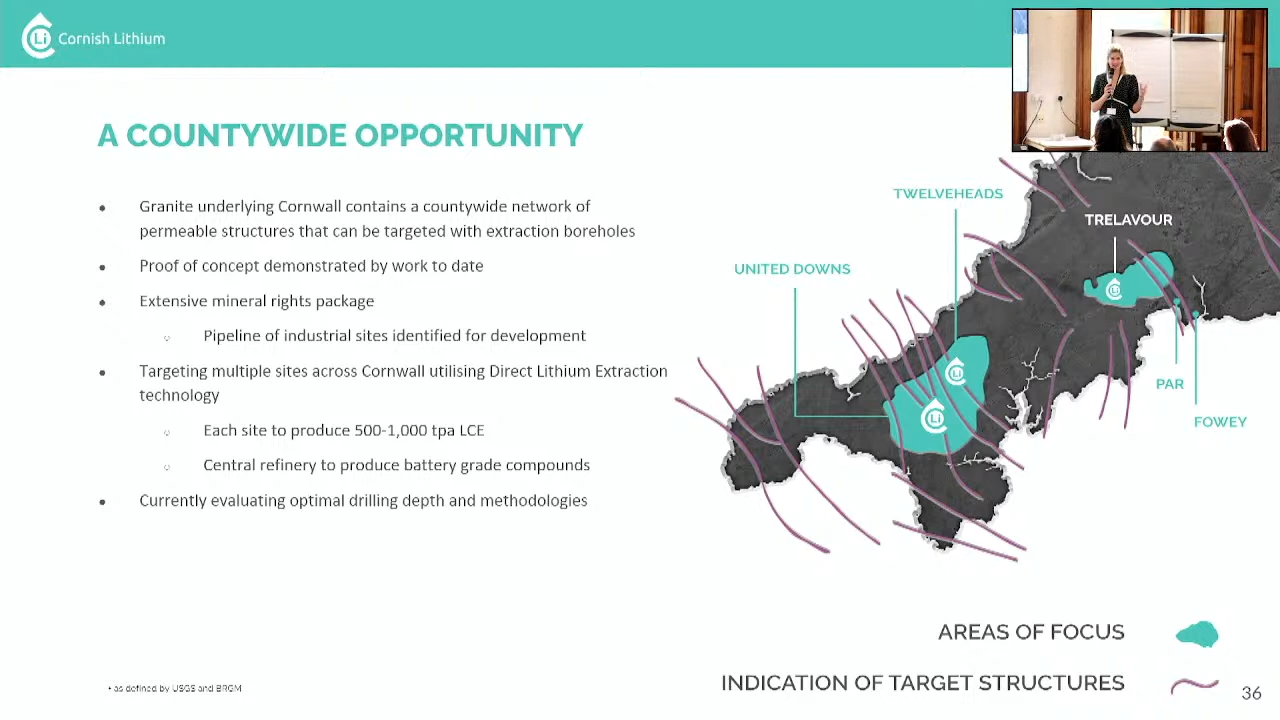 Li Cornish Lithium
A COUNTYWIDE OPPORTUNITY
• Granite underlying Cornwall contains a countywide network of
permeable structures that can be targeted with extraction boreholes
• Proof of concept demonstrated by work to date
• Extensive mineral rights package
○ Pipeline of industrial sites identified for development
• Targeting multiple sites across Cornwall utilising Direct Lithium Extraction
technology
○ Each site to produce 500-1,000 tpa LCE
○ Central refinery to produce battery grade compounds
• Currently evaluating optimal drilling depth and methodologies
TWELVEHEADS
TRELAVOUR
UNITED DOWNS
Li
Li
Li
PAR
FOWEY
AREAS OF FOCUS
INDICATION OF TARGET STRUCTURES
• as defined by USGS and BRGM
36